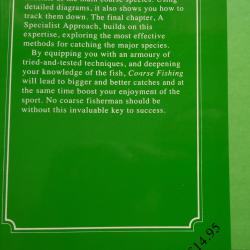 detailed diagrams, it also shows you how to
track them down. The final chapter, A
Specialist Approach, builds on this
expertise, exploring the most effective
methods for catching the major species.
By equipping you with an armoury of
tried-and-tested techniques, and deepening
your knowledge of the fish, Coarse Fishing
will lead to bigger and better catches and at
the same time boost your enjoyment of the
sport. No coarse fisherman should be
without this invaluable key to success.
14.95